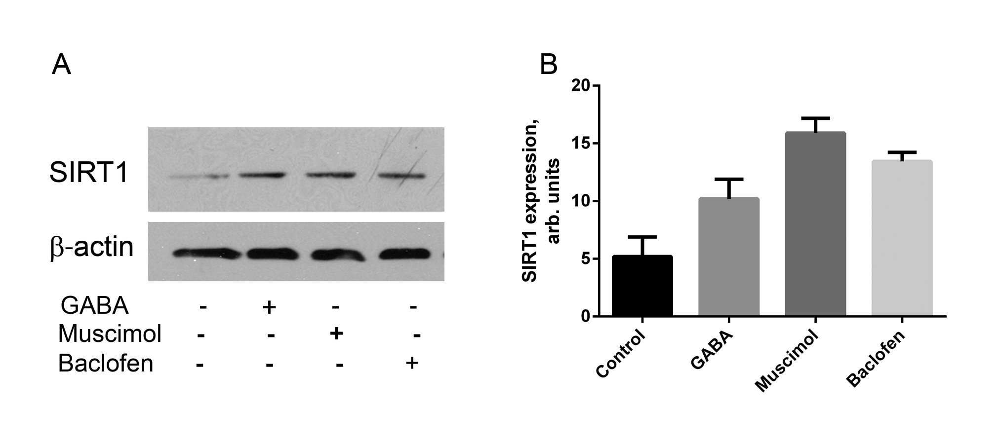 A
SIRT1
β-actin
GABA - + - -
Muscimol - - + -
Baclofen - - - +
B
SIRT1 expression,
arb. units
20
15
10
5
0
Control
GABA
Muscimol
Baclofen